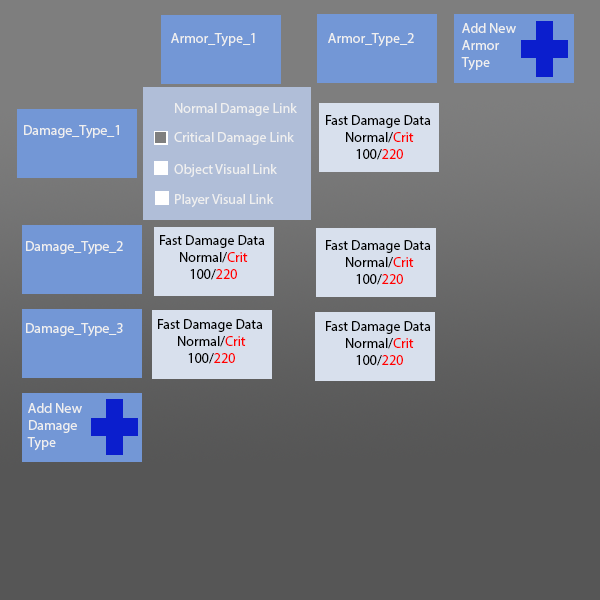 Armor_Type_1
Armor_Type_2
Add New
Armor
Type
Damage_Type_1
Normal Damage Link
Critical Damage Link
Object Visual Link
Player Visual Link
Fast Damage Data
Normal/Crit
100/220
Damage_Type_2
Fast Damage Data
Normal/Crit
100/220
Fast Damage Data
Normal/Crit
100/220
Damage_Type_3
Fast Damage Data
Normal/Crit
100/220
Fast Damage Data
Normal/Crit
100/220
Add New
Damage
Type